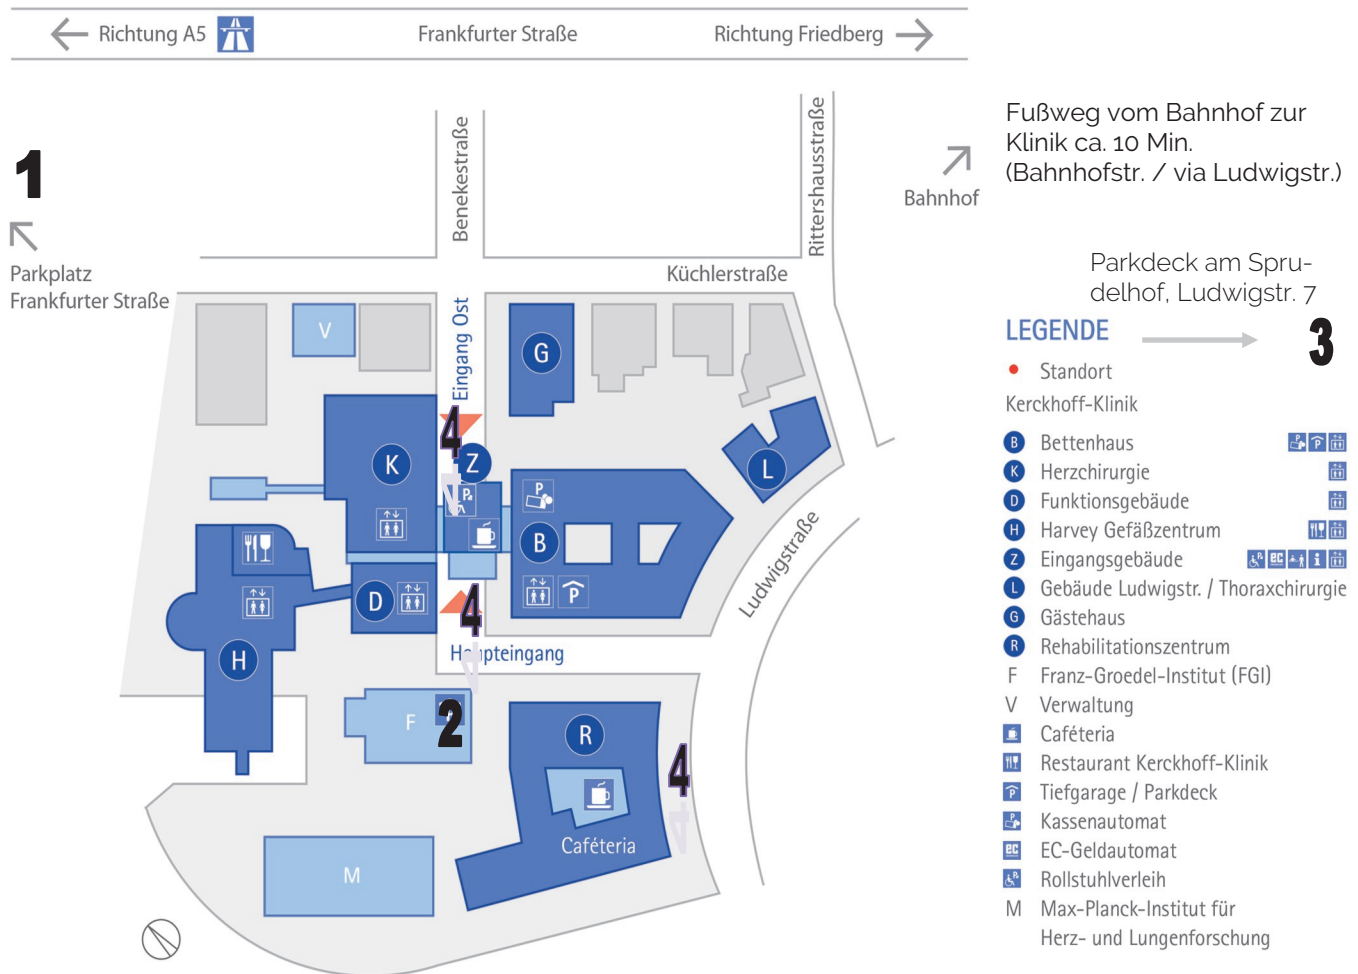 Richtung A5
Frankfurter Straße
Richtung Friedberg
Benekestraße
Rittershausstraße
Fußweg vom Bahnhof zur
Klinik ca. 10 Min.
(Bahnhofstr. / via Ludwigstr.)
1
Bahnhof
Parkplatz
Frankfurter Straße
Küchlerstraße
Parkdeck am Spru-
delhof, Ludwigstr. 7
3
V
Eingang Ost
G
4
K
Z
L
P
B
P
D
Ludwigstraße
4
H
Haupteingang
F
2
R
4
Caféteria
M
LEGENDE
Standort
Kerckhoff-Klinik
B Bettenhaus P P
K Herzchirurgie
D Funktionsgebäude
H Harvey Gefäßzentrum
Z Eingangsgebäude EC i
L Gebäude Ludwigstr. / Thoraxchirurgie
G Gästehaus
R Rehabilitationszentrum
F Franz-Groedel-Institut (FGI)
V Verwaltung
Caféteria
Restaurant Kerckhoff-Klinik
P Tiefgarage / Parkdeck
P Kassenautomat
EC EC-Geldautomat
Rollstuhlverleih
M Max-Planck-Institut für
Herz- und Lungenforschung